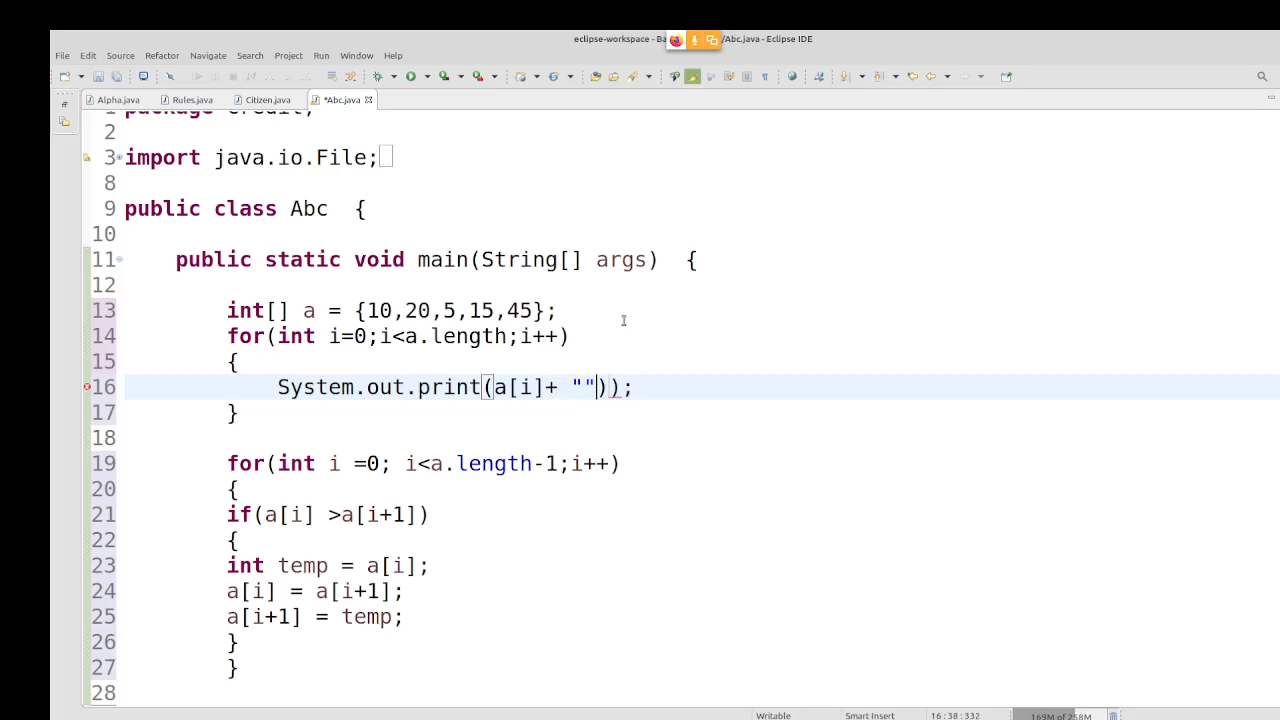 eclipse-workspace - Ba /Abc.java - Eclipse IDE
File Edit Source Refactor Navigate Search Project Run Window Help
Alpha.java Rules.java Citizen.java *Abc.java
1 package credit;
2
3 import java.io.File;
8
9 public class Abc {
10
11 public static void main(String[] args) {
12
13 int[] a = {10,20,5,15,45};
14 for(int i=0;i<a.length;i++)
15 {
16 System.out.print(a[i]+ ""));
17 }
18
19 for(int i =0; i<a.length-1;i++)
20 {
21 if(a[i] >a[i+1])
22 {
23 int temp = a[i];
24 a[i] = a[i+1];
25 a[i+1] = temp;
26 }
27 }
28
Writable Smart Insert 16:38:332 169M of 258M